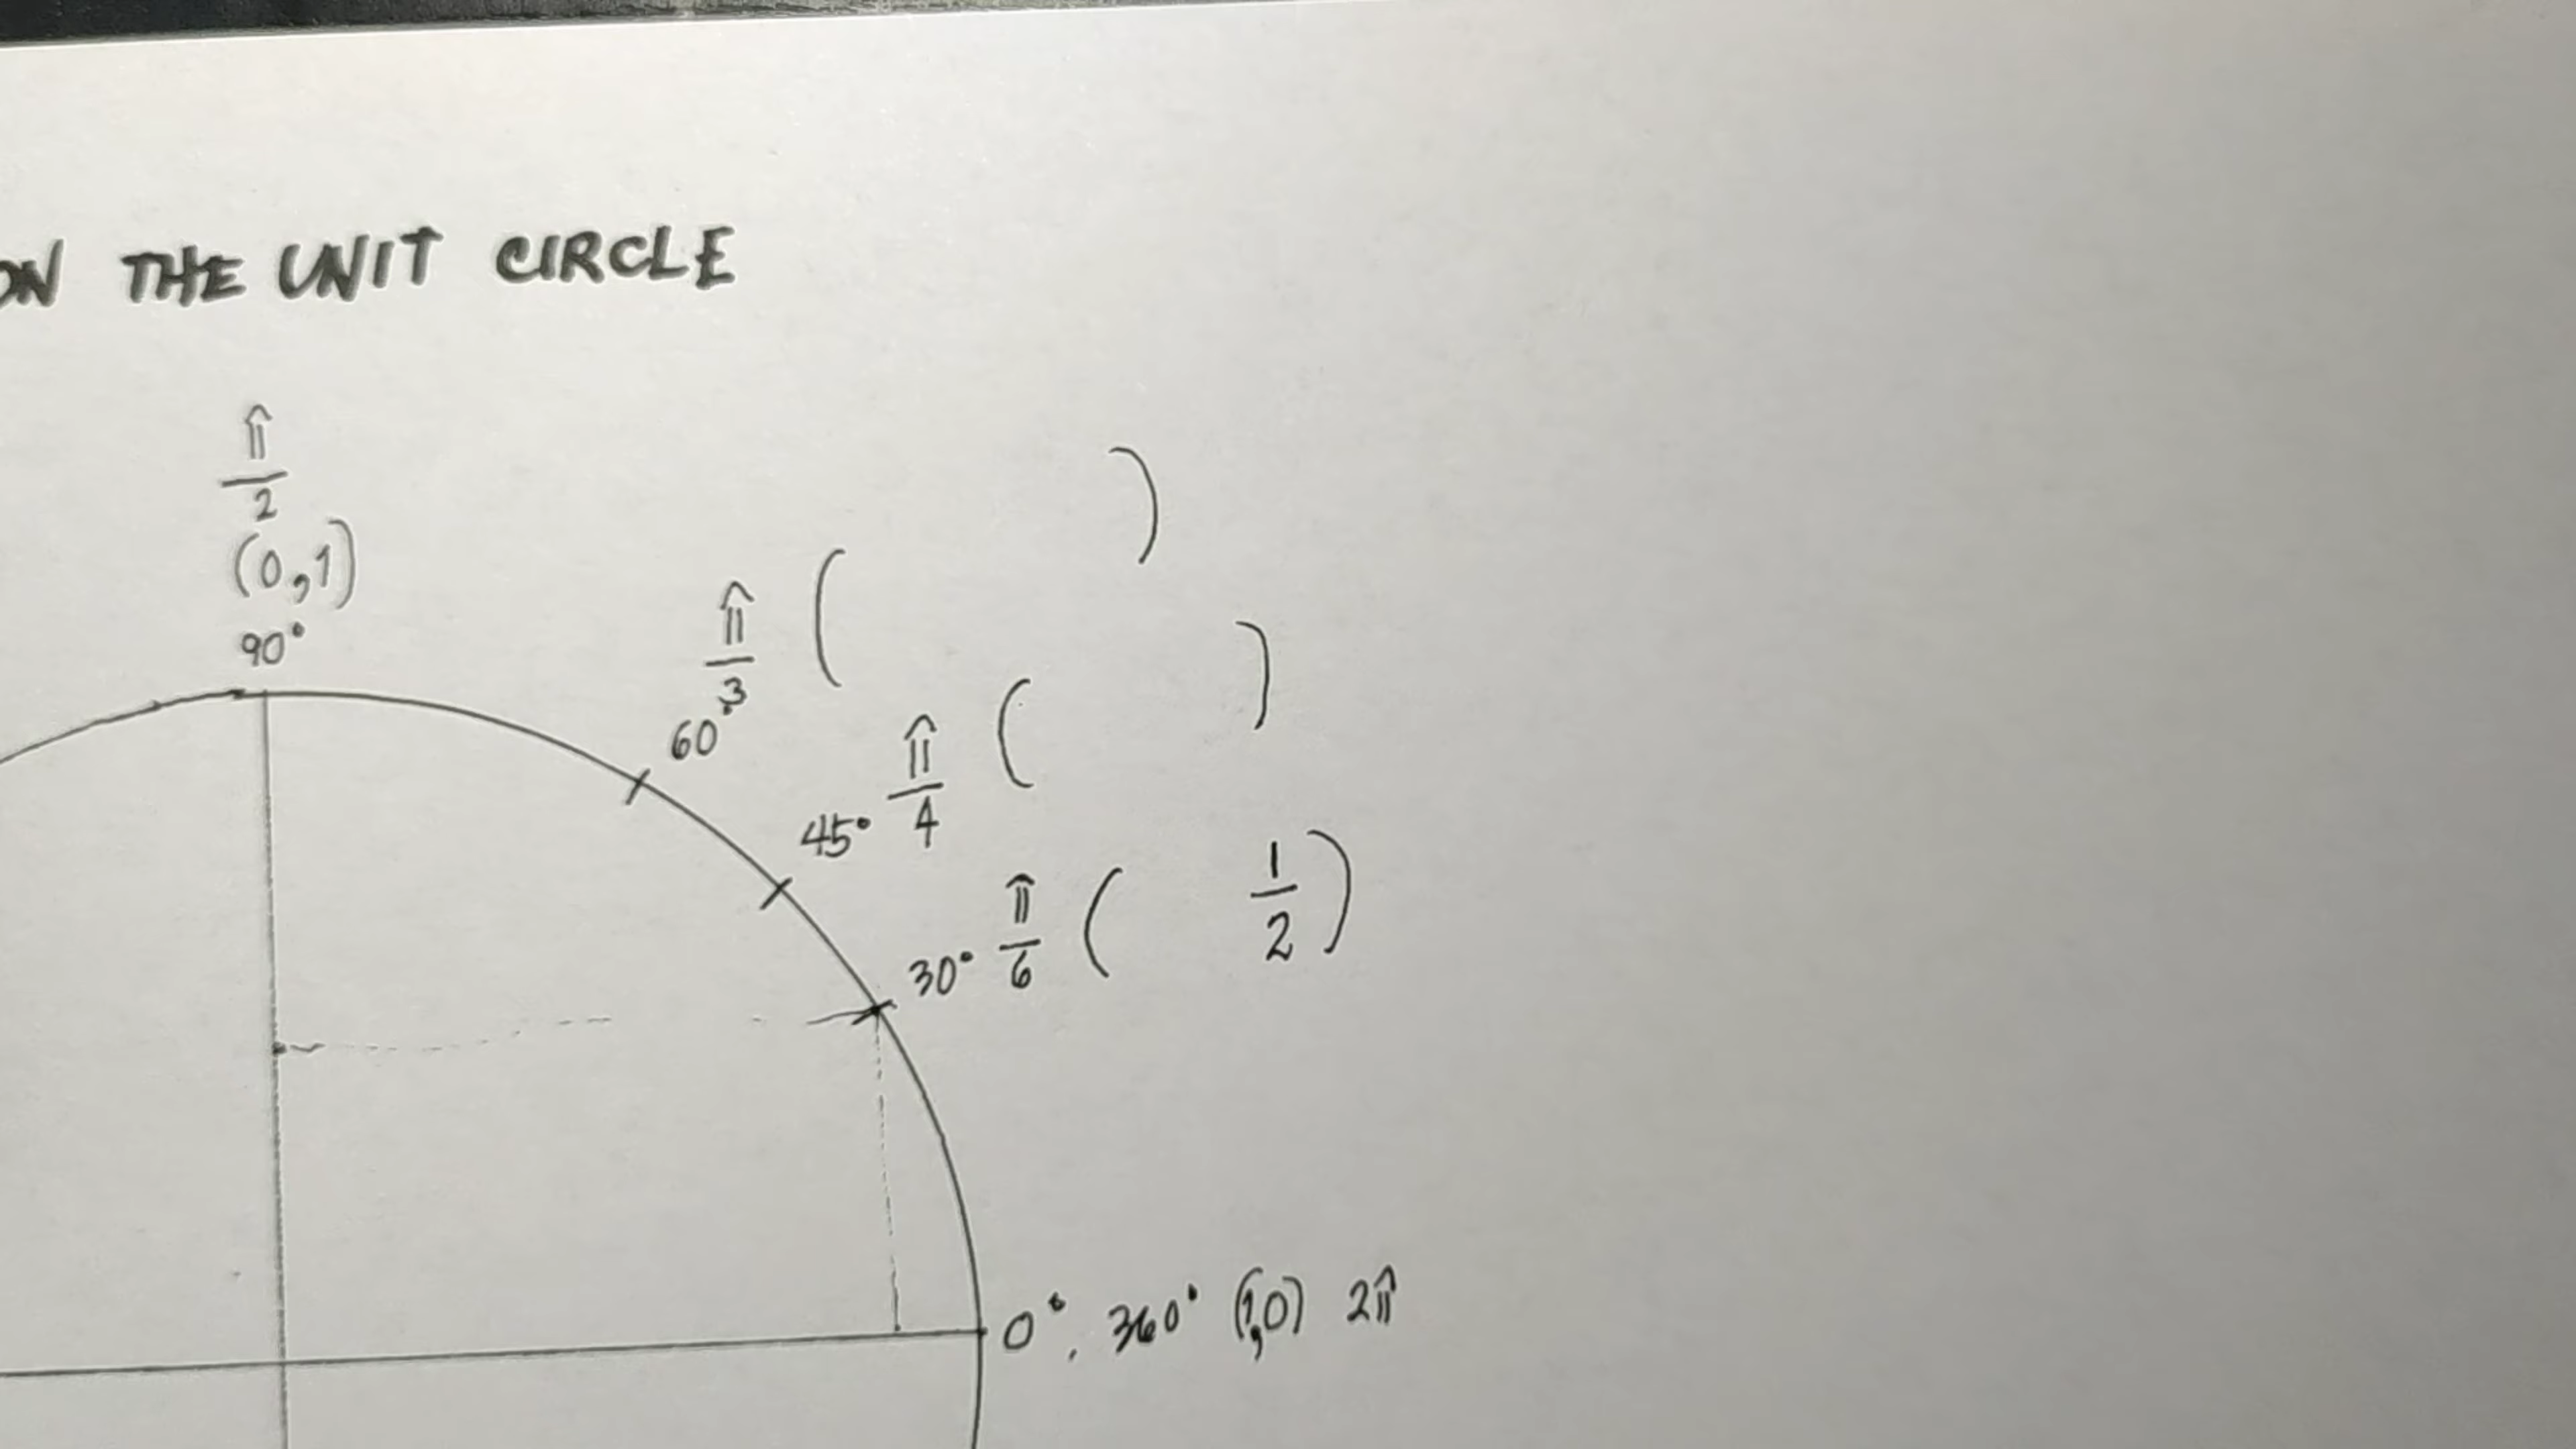 ON THE UNIT CIRCLE
π/2
(0,1)
90°
60° π/3 ( )
45° π/4 ( )
30° π/6 ( 1/2)
0°, 360° (1,0) 2π